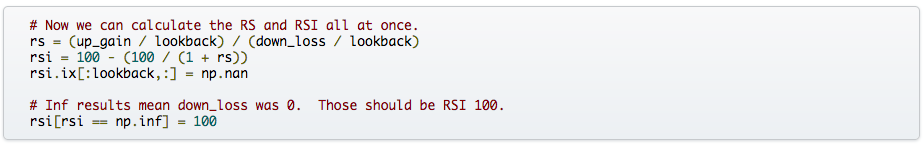 # Now we can calculate the RS and RSI all at once.
rs = (up_gain / lookback) / (down_loss / lookback)
rsi = 100 - (100 / (1 + rs))
rsi.ix[:lookback,:] = np.nan
# Inf results mean down_loss was 0.  Those should be RSI 100.
rsi[rsi == np.inf] = 100